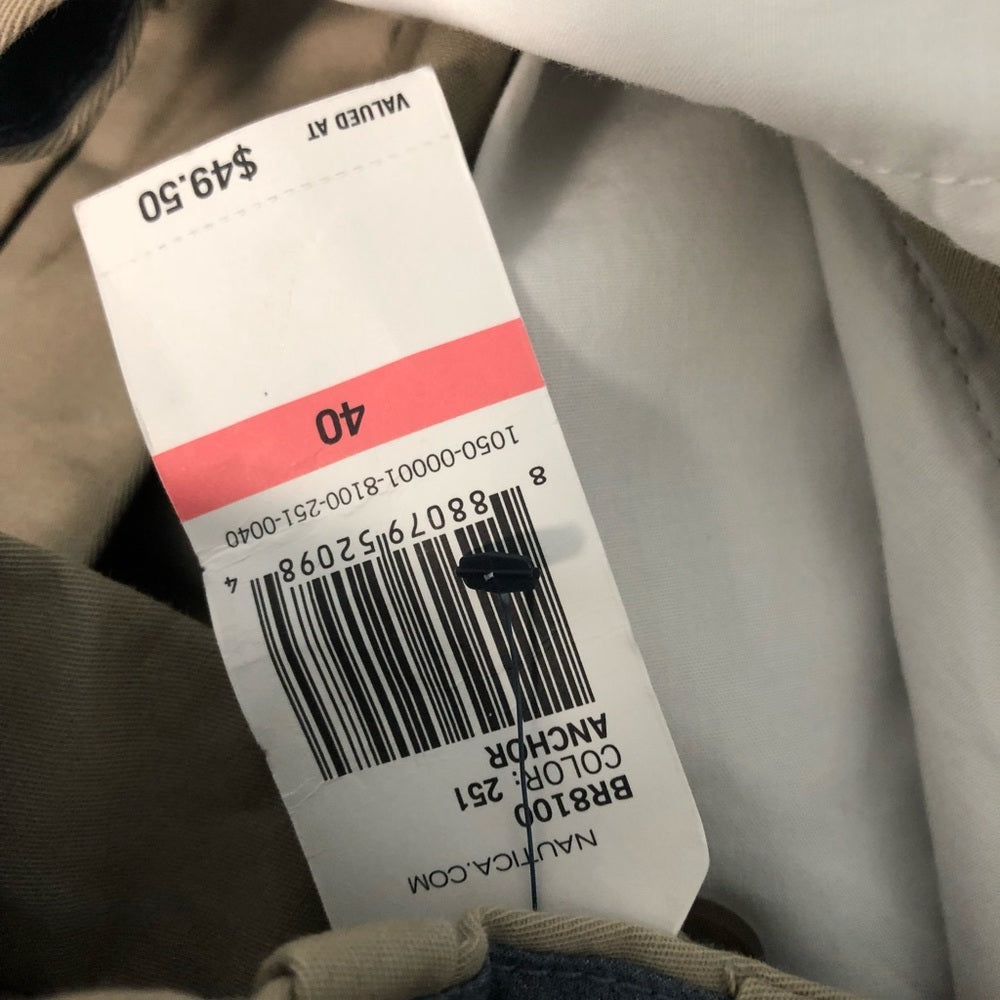 NAUTICA.COM
BR8100
COLOR: 251
ANCHOR
8 88079 52098 4
1050-00001-8100-251-0040
40
$49.50
VALUED AT